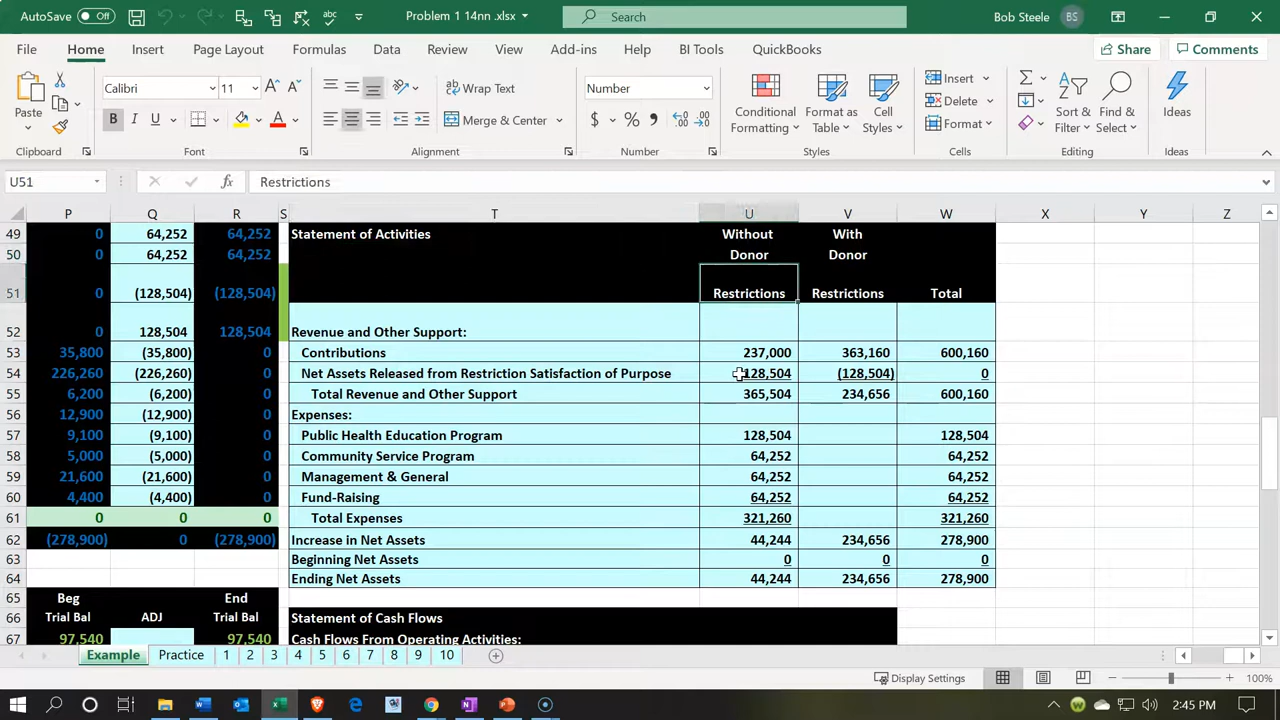 AutoSave Off Problem 1 14nn .xlsx Search Bob Steele BS
File Home Insert Page Layout Formulas Data Review View Add-ins Help BI Tools QuickBooks Share Comments
Paste Calibri 11 Wrap Text Number Conditional Formatting Format as Table Cell Styles Insert Sort & Filter Find & Select Ideas
B I U Merge & Center $ % Delete
Format
Clipboard Font Alignment Number Styles Cells Editing Ideas
U51 fx Restrictions
P Q R S T U V W X Y Z
49 0 64,252 64,252 Statement of Activities Without With
50 0 64,252 64,252 Donor Donor
51 0 (128,504) (128,504) Restrictions Restrictions Total
52 0 128,504 128,504 Revenue and Other Support:
53 35,800 (35,800) 0 Contributions 237,000 363,160 600,160
54 226,260 (226,260) 0 Net Assets Released from Restriction Satisfaction of Purpose 128,504 (128,504) 0
55 6,200 (6,200) 0 Total Revenue and Other Support 365,504 234,656 600,160
56 12,900 (12,900) 0 Expenses:
57 9,100 (9,100) 0 Public Health Education Program 128,504 128,504
58 5,000 (5,000) 0 Community Service Program 64,252 64,252
59 21,600 (21,600) 0 Management & General 64,252 64,252
60 4,400 (4,400) 0 Fund-Raising 64,252 64,252
61 0 0 0 Total Expenses 321,260 321,260
62 (278,900) 0 (278,900) Increase in Net Assets 44,244 234,656 278,900
63 Beginning Net Assets 0 0 0
64 Ending Net Assets 44,244 234,656 278,900
65 Beg End
66 Trial Bal ADJ Trial Bal Statement of Cash Flows
67 97,540 97,540 Cash Flows From Operating Activities:
Example Practice 1 2 3 4 5 6 7 8 9 10
Display Settings 100%
2:45 PM